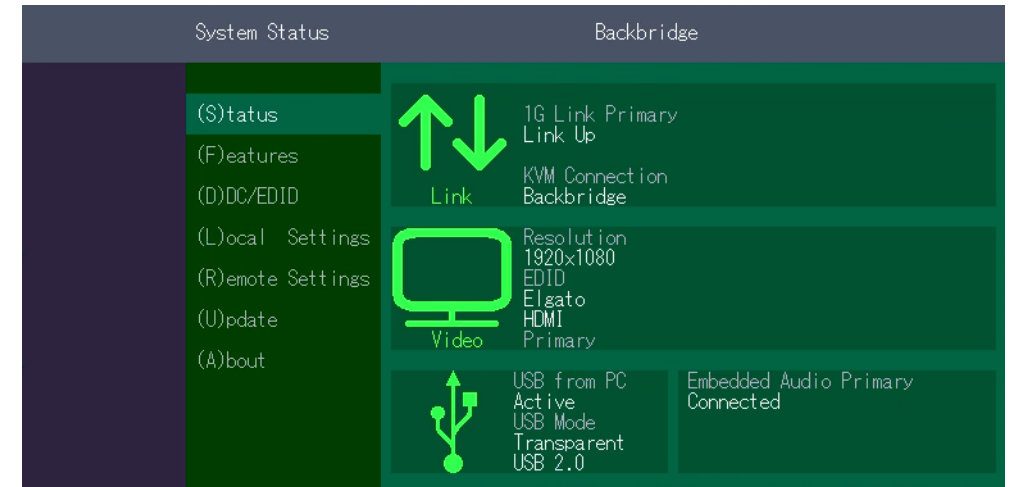 System Status
Backbridge
(S)tatus
(F)eatures
(D)DC/EDID
(L)ocal Settings
(R)emote Settings
(U)pdate
(A)bout
Link
1G Link Primary
Link Up
KVM Connection
Backbridge
Video
Resolution
1920x1080
EDID
Elgato
HDMI
Primary
USB from PC
Active
USB Mode
Transparent
USB 2.0
Embedded Audio Primary
Connected